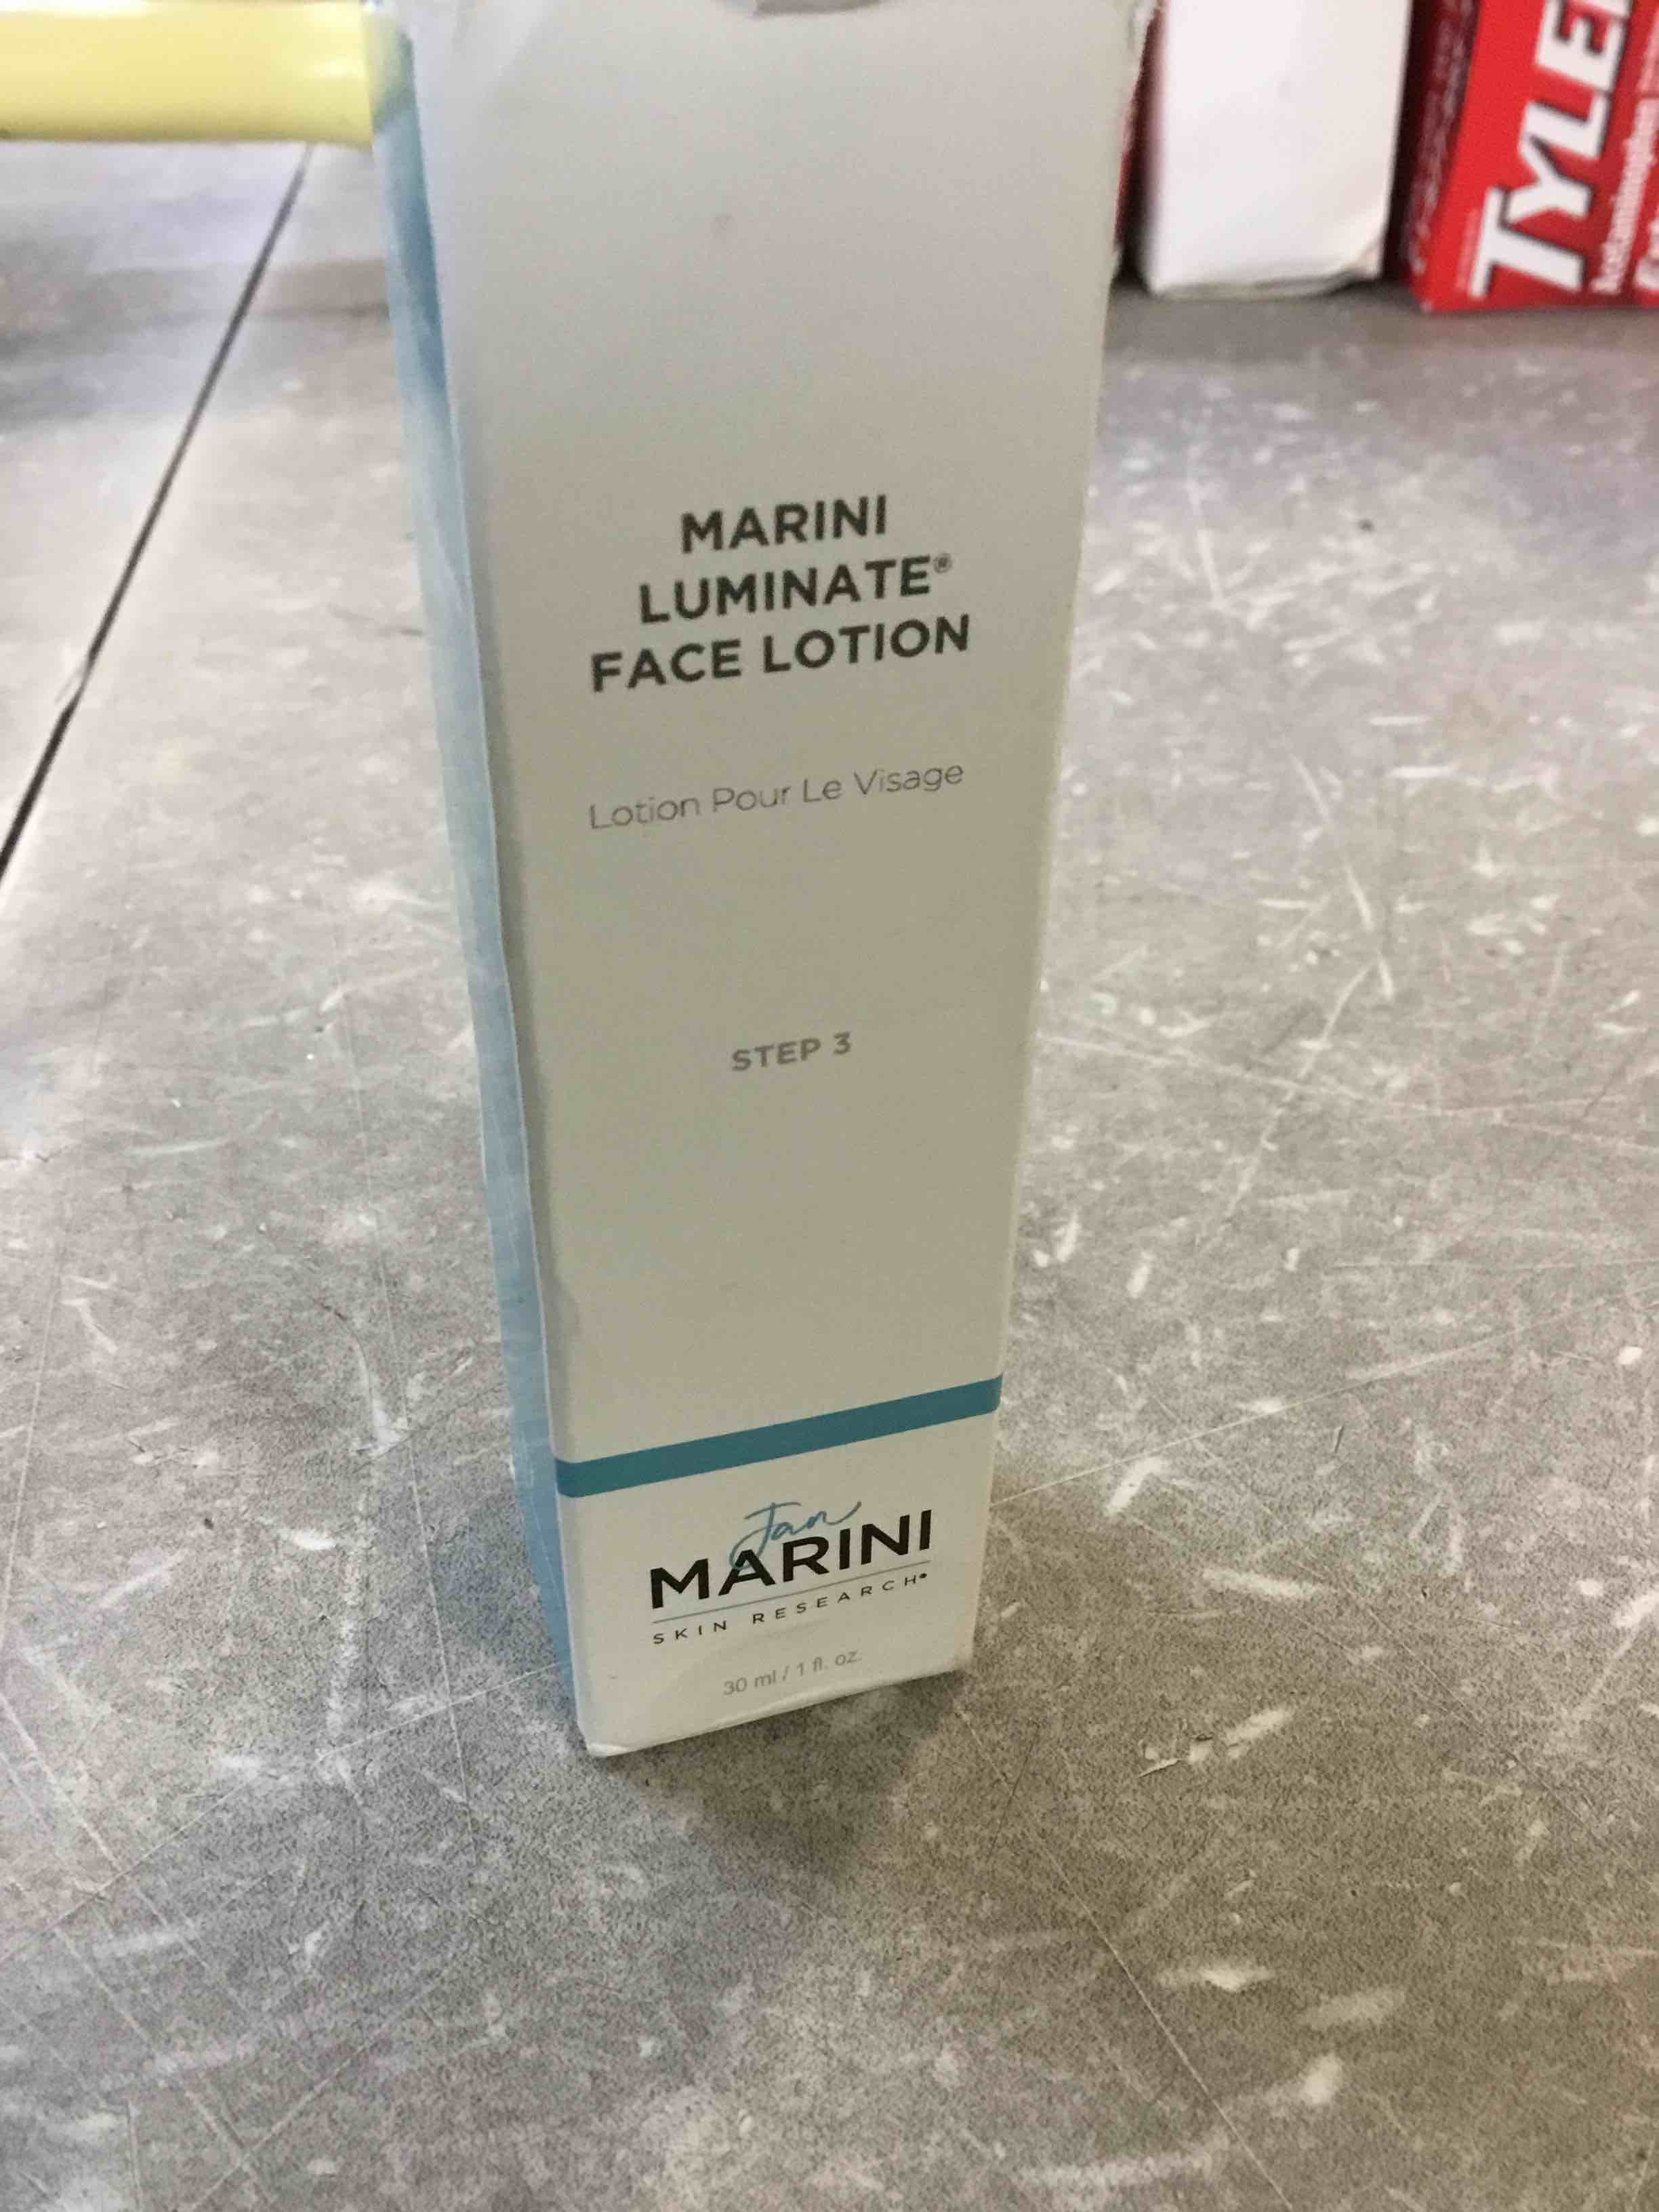 MARINI
LUMINATE®
FACE LOTION
Lotion Pour Le Visage
STEP 3
Jan
MARINI
SKIN RESEARCH®
30 ml / 1 fl. oz.
TYLE
Acetaminophen